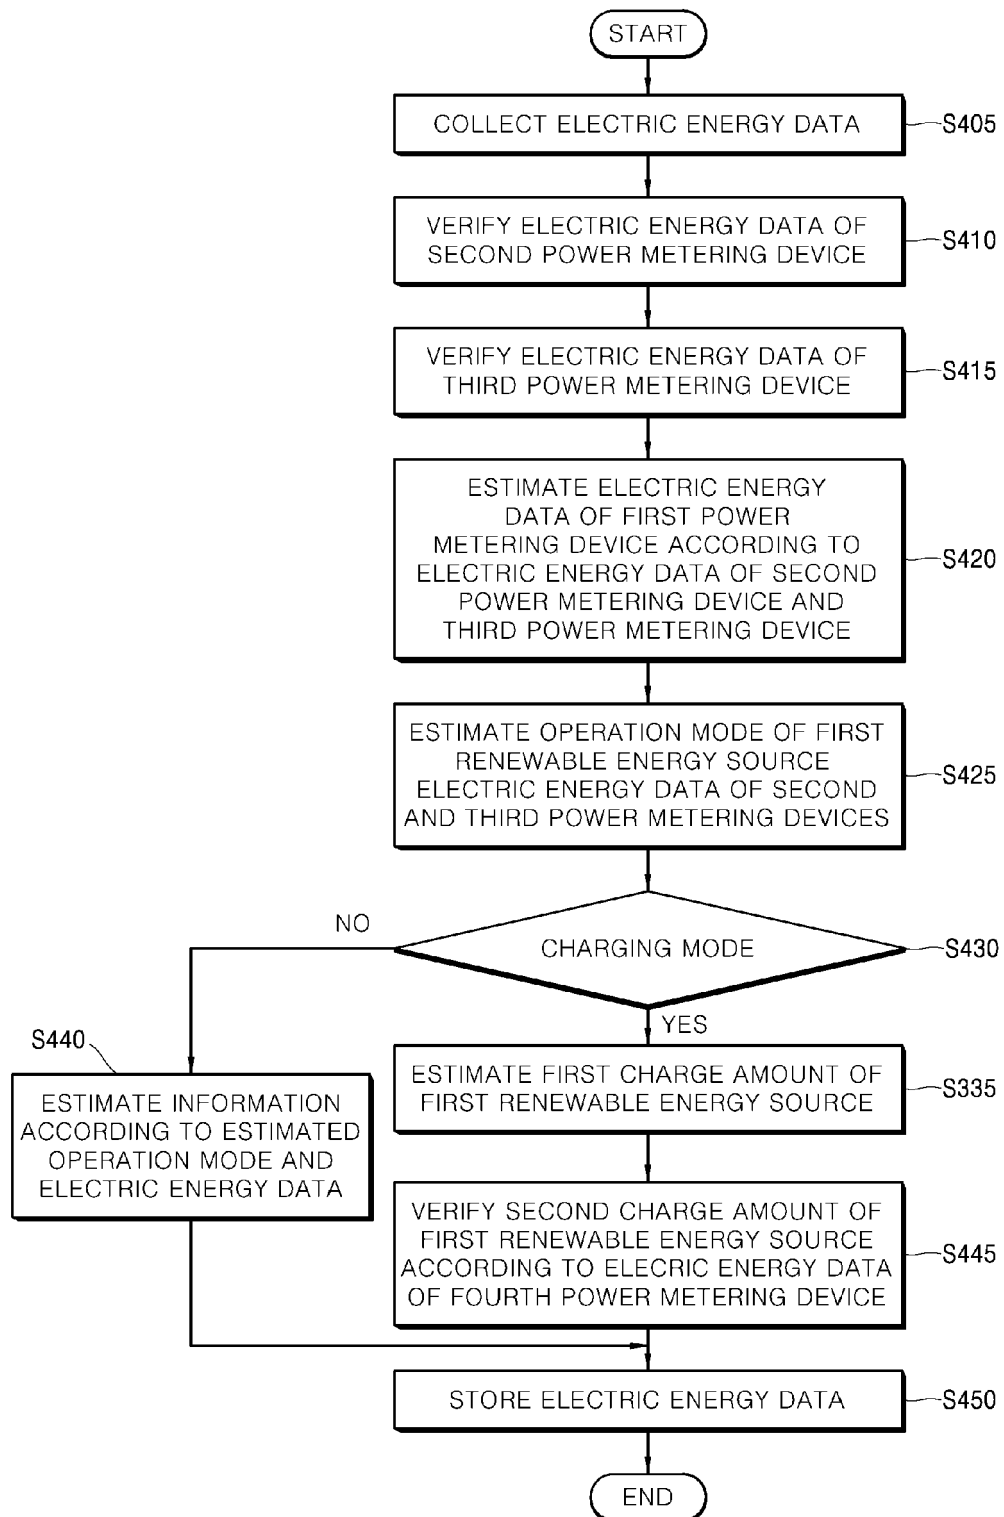 START
COLLECT ELECTRIC ENERGY DATA
S405
VERIFY ELECTRIC ENERGY DATA OF
SECOND POWER METERING DEVICE
S410
VERIFY ELECTRIC ENERGY DATA OF
THIRD POWER METERING DEVICE
S415
ESTIMATE ELECTRIC ENERGY
DATA OF FIRST POWER
METERING DEVICE ACCORDING TO
ELECTRIC ENERGY DATA OF SECOND
POWER METERING DEVICE AND
THIRD POWER METERING DEVICE
S420
ESTIMATE OPERATION MODE OF FIRST
RENEWABLE ENERGY SOURCE
ELECTRIC ENERGY DATA OF SECOND
AND THIRD POWER METERING DEVICES
S425
NO
CHARGING MODE
S430
YES
S440
ESTIMATE INFORMATION
ACCORDING TO ESTIMATED
OPERATION MODE AND
ELECTRIC ENERGY DATA
ESTIMATE FIRST CHARGE AMOUNT OF
FIRST RENEWABLE ENERGY SOURCE
S335
VERIFY SECOND CHARGE AMOUNT OF
FIRST RENEWABLE ENERGY SOURCE
ACCORDING TO ELECRIC ENERGY DATA
OF FOURTH POWER METERING DEVICE
S445
STORE ELECTRIC ENERGY DATA
S450
END